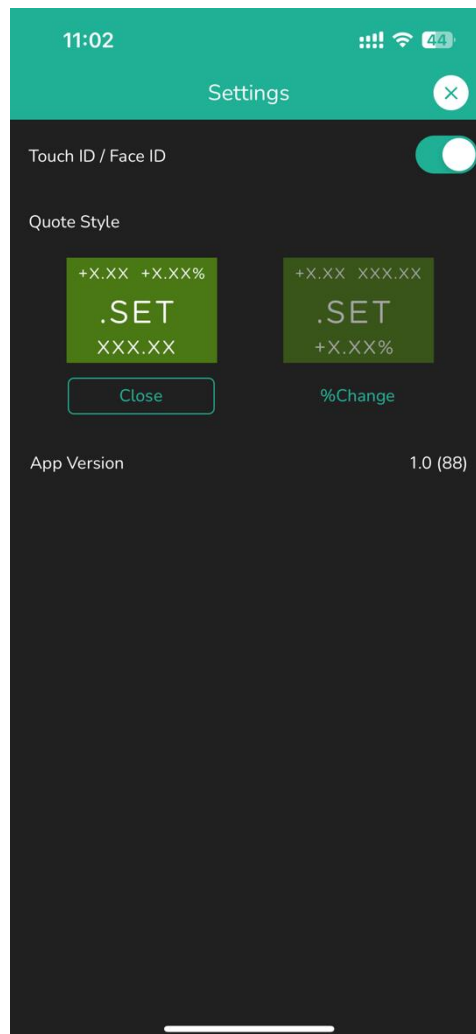 11:02
44
Settings
Touch ID / Face ID
Quote Style
+X.XX +X.XX%
.SET
XXX.XX
+X.XX XXX.XX
.SET
+X.XX%
Close
%Change
App Version
1.0 (88)